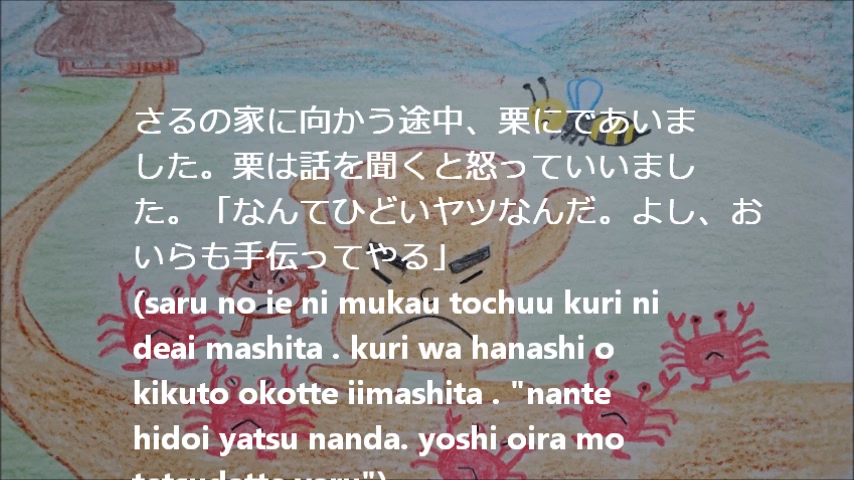 さるの家に向かう途中、栗にであいま
した。栗は話を聞くと怒っていいまし
た。「なんてひどいヤツなんだ。よし、お
いらも手伝ってやる」
(saru no ie ni mukau tochuu kuri ni
deai mashita . kuri wa hanashi o
kikuto okotte iimashita . "nante
hidoi yatsu nanda. yoshi oira mo
tetsudatte yaru")